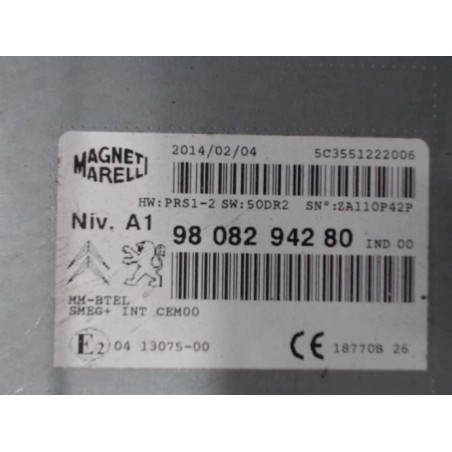 MAGNETI
MARELLI
2014/02/04 5C3551222006
HW:PRS1-2 SW:50DR2 SN°:ZA110P42P
Niv. A1 98 082 942 80 IND 00
MM-BTEL
SMEG+ INT CEM00
E2 04 13075-00 CE 18770B 26